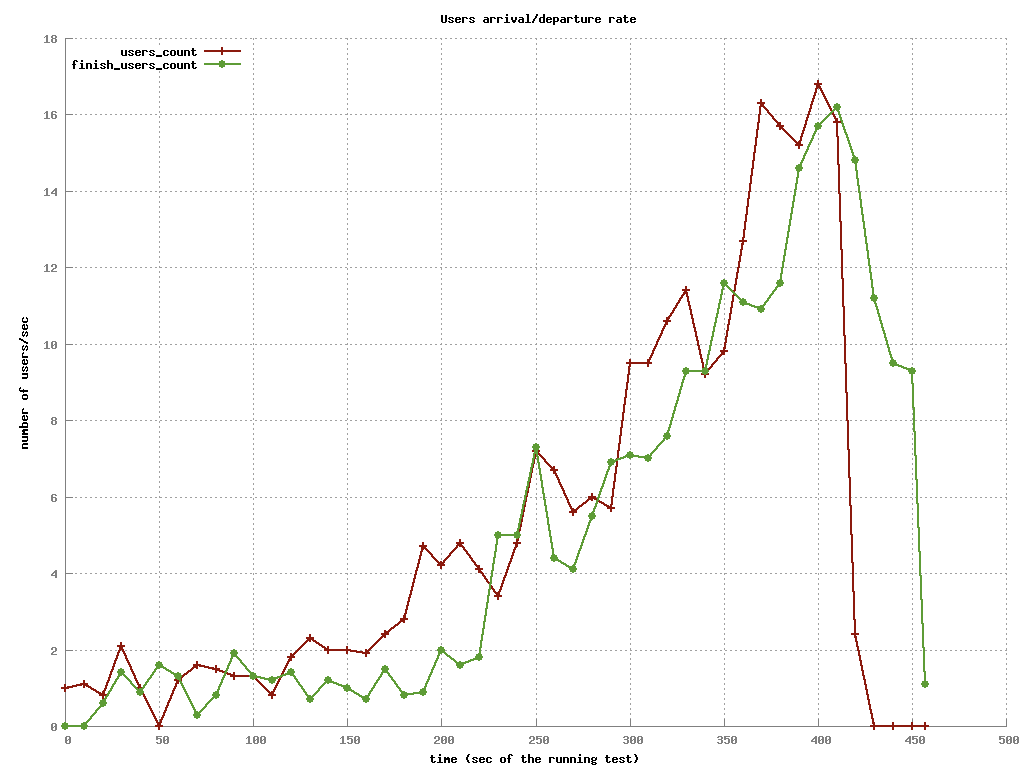 Users arrival/departure rate
18
users_count
finish_users_count
16
14
12
10
8
6
4
2
0
number of users/sec
0 50 100 150 200 250 300 350 400 450 500
time (sec of the running test)